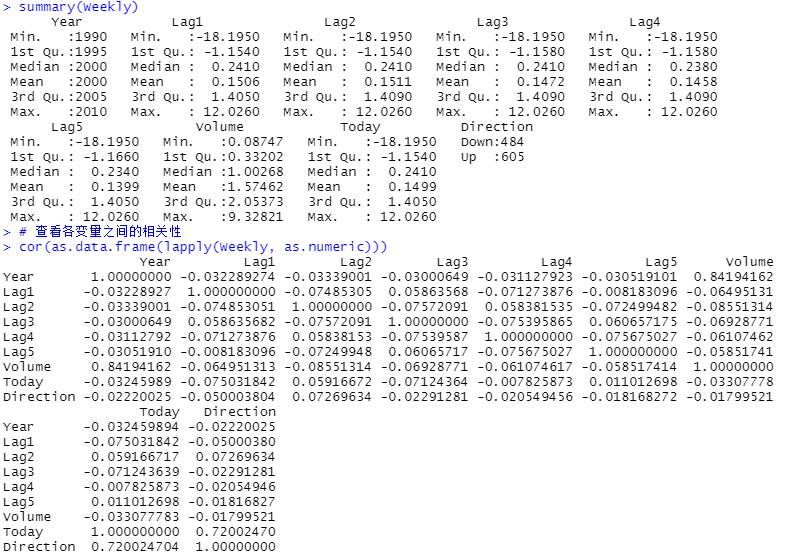 > summary(Weekly)
      Year           Lag1               Lag2               Lag3               Lag4
 Min.   :1990   Min.   :-18.1950   Min.   :-18.1950   Min.   :-18.1950   Min.   :-18.1950
 1st Qu.:1995   1st Qu.: -1.1540   1st Qu.: -1.1540   1st Qu.: -1.1580   1st Qu.: -1.1580
 Median :2000   Median :  0.2410   Median :  0.2410   Median :  0.2410   Median :  0.2380
 Mean   :2000   Mean   :  0.1506   Mean   :  0.1511   Mean   :  0.1472   Mean   :  0.1458
 3rd Qu.:2005   3rd Qu.:  1.4050   3rd Qu.:  1.4090   3rd Qu.:  1.4090   3rd Qu.:  1.4090
 Max.   :2010   Max.   : 12.0260   Max.   : 12.0260   Max.   : 12.0260   Max.   : 12.0260
      Lag5              Volume            Today          Direction
 Min.   :-18.1950   Min.   :0.08747   Min.   :-18.1950   Down:484
 1st Qu.: -1.1660   1st Qu.:0.33202   1st Qu.: -1.1540   Up  :605
 Median :  0.2340   Median :1.00268   Median :  0.2410
 Mean   :  0.1399   Mean   :1.57462   Mean   :  0.1499
 3rd Qu.:  1.4050   3rd Qu.:2.05373   3rd Qu.:  1.4050
 Max.   : 12.0260   Max.   :9.32821   Max.   : 12.0260
> # 查看各变量之间的相关性
> cor(as.data.frame(lapply(Weekly, as.numeric)))
                 Year         Lag1        Lag2        Lag3         Lag4         Lag5      Volume
Year       1.00000000 -0.032289274 -0.03339001 -0.03000649 -0.031127923 -0.030519101  0.84194162
Lag1      -0.03228927  1.000000000 -0.07485305  0.05863568 -0.071273876 -0.008183096 -0.06495131
Lag2      -0.03339001 -0.074853051  1.00000000 -0.07572091  0.058381535 -0.072499482 -0.08551314
Lag3      -0.03000649  0.058635682 -0.07572091  1.00000000 -0.075395865  0.060657175 -0.06928771
Lag4      -0.03112792 -0.071273876  0.05838153 -0.07539587  1.000000000 -0.075675027 -0.06107462
Lag5      -0.03051910 -0.008183096 -0.07249948  0.06065717 -0.075675027  1.000000000 -0.05851741
Volume     0.84194162 -0.064951313 -0.08551314 -0.06928771 -0.061074617 -0.058517414  1.00000000
Today     -0.03245989 -0.075031842  0.05916672 -0.07124364 -0.007825873  0.011012698 -0.03307778
Direction -0.02220025 -0.050003804  0.07269634 -0.02291281 -0.020549456 -0.018168272 -0.01799521
                 Today   Direction
Year      -0.032459894 -0.02220025
Lag1      -0.075031842 -0.05000380
Lag2       0.059166717  0.07269634
Lag3      -0.071243639 -0.02291281
Lag4      -0.007825873 -0.02054946
Lag5       0.011012698 -0.01816827
Volume    -0.033077783 -0.01799521
Today      1.000000000  0.72002470
Direction  0.720024704  1.00000000